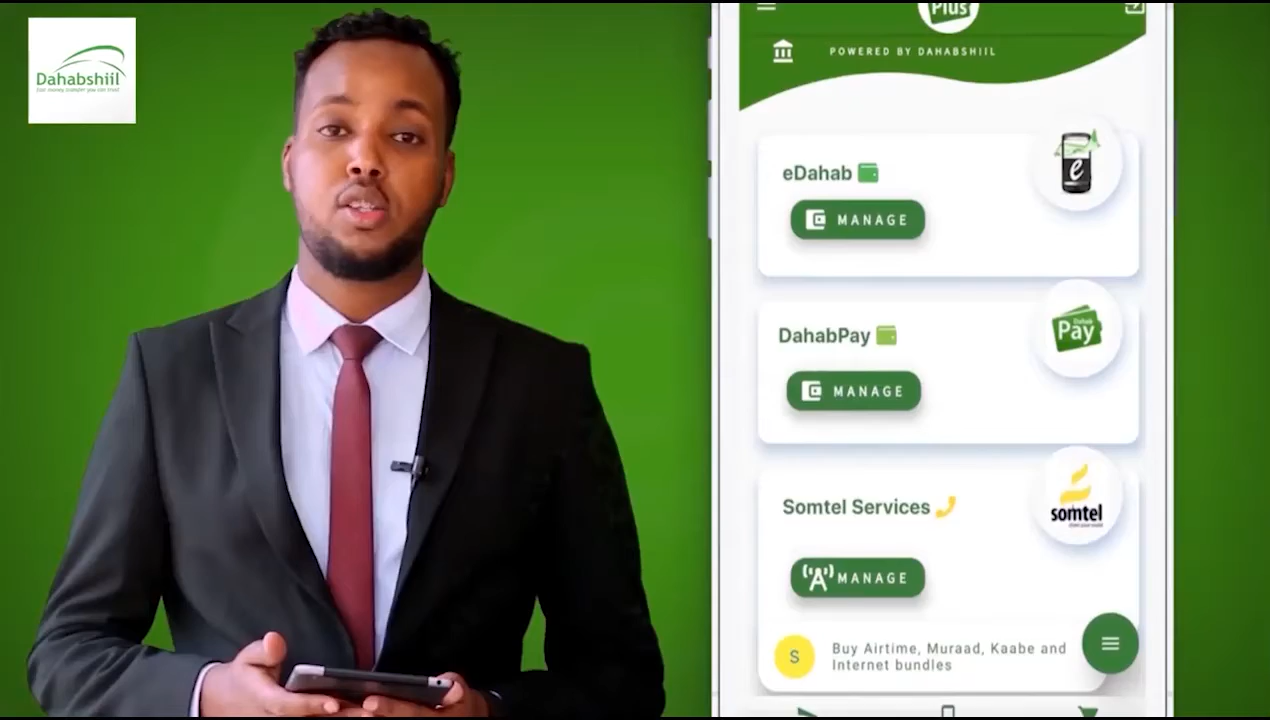 Dahabshiil
Plus
POWERED BY DAHABSHIIL
eDahab
e
MANAGE
DahabPay
Dahab
Pay
MANAGE
Somtel Services
somtel
MANAGE
S
Buy Airtime, Muraad, Kaabe and
Internet bundles